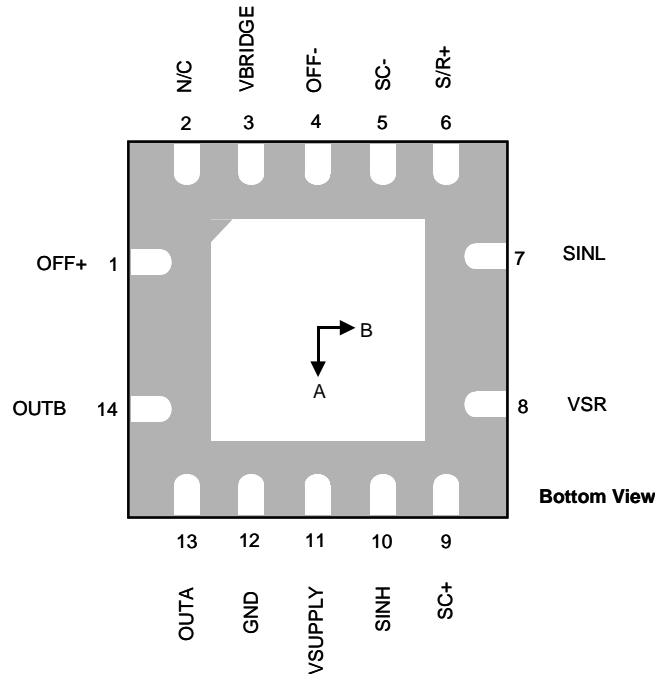 N/C
VBRIDGE
OFF-
SC-
S/R+
2 3 4 5 6
OFF+ 1
7 SINL
B
A
OUTB 14
8 VSR
Bottom View
13 12 11 10 9
OUTA
GND
VSUPPLY
SINH
SC+